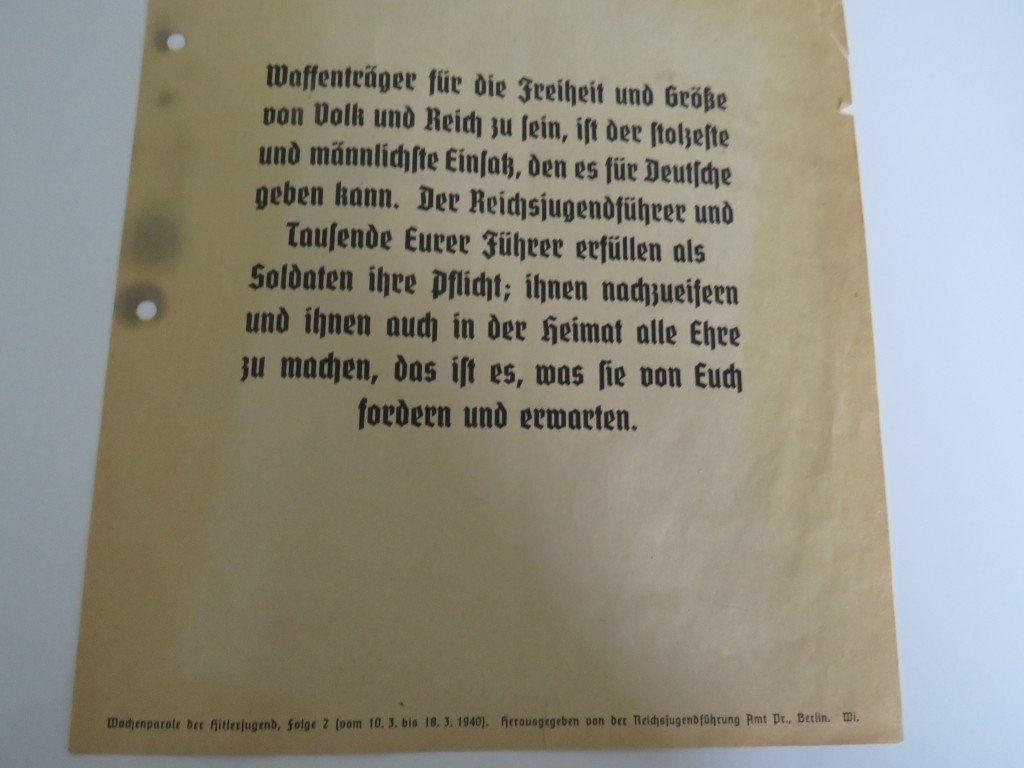 Waffenträger für die Freiheit und Größe
von Volk und Reich zu sein, ist der stolzeste
und männlichste Einsatz, den es für Deutsche
geben kann. Der Reichsjugendführer und
Tausende Eurer Führer erfüllen als
Soldaten ihre Pflicht; ihnen nachzueifern
und ihnen auch in der Heimat alle Ehre
zu machen, das ist es, was sie von Euch
fordern und erwarten.
Wochenparole der Hitlerjugend, Folge 2 (vom 10. 3. bis 18. 3. 1940). Herausgegeben von der Reichsjugendführung Amt Pr., Berlin. Wi.